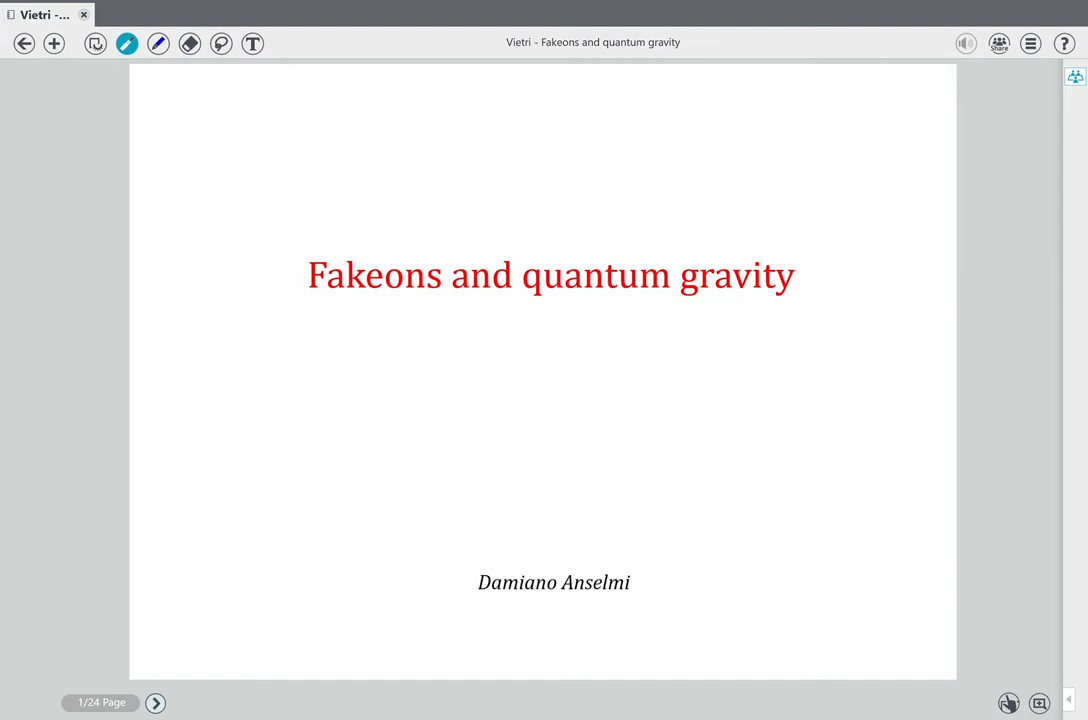 Vietri -...
Vietri - Fakeons and quantum gravity
Share
Fakeons and quantum gravity
Damiano Anselmi
1/24 Page